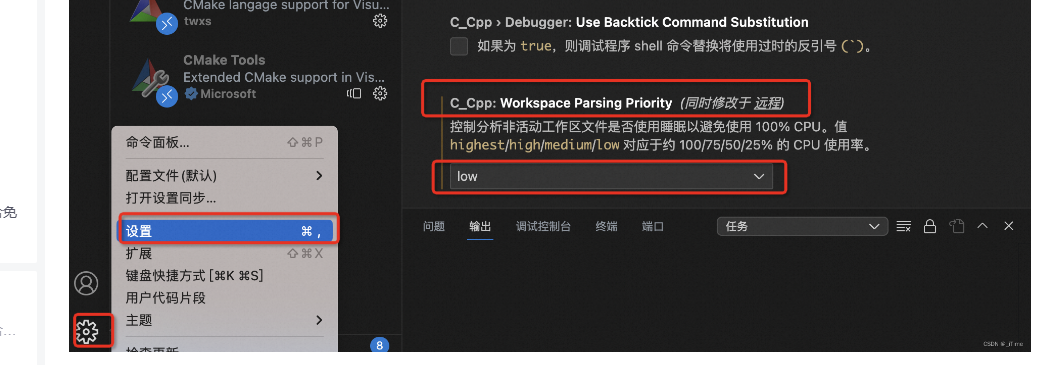 CMake langage support for Visu...
twxs
CMake Tools
Extended CMake support in Vis...
Microsoft
命令面板... ⇧⌘P
配置文件 (默认)
打开设置同步...
设置 ⌘ ,
扩展 ⇧⌘X
键盘快捷方式 [⌘K ⌘S]
用户代码片段
主题
检查更新
8
C_Cpp › Debugger: Use Backtick Command Substitution
如果为 true，则调试程序 shell 命令替换将使用过时的反引号 (`)。
C_Cpp: Workspace Parsing Priority (同时修改于 远程)
控制分析非活动工作区文件是否使用睡眠以避免使用 100% CPU。值
highest/high/medium/low 对应于约 100/75/50/25% 的 CPU 使用率。
low
问题 输出 调试控制台 终端 端口 任务
免